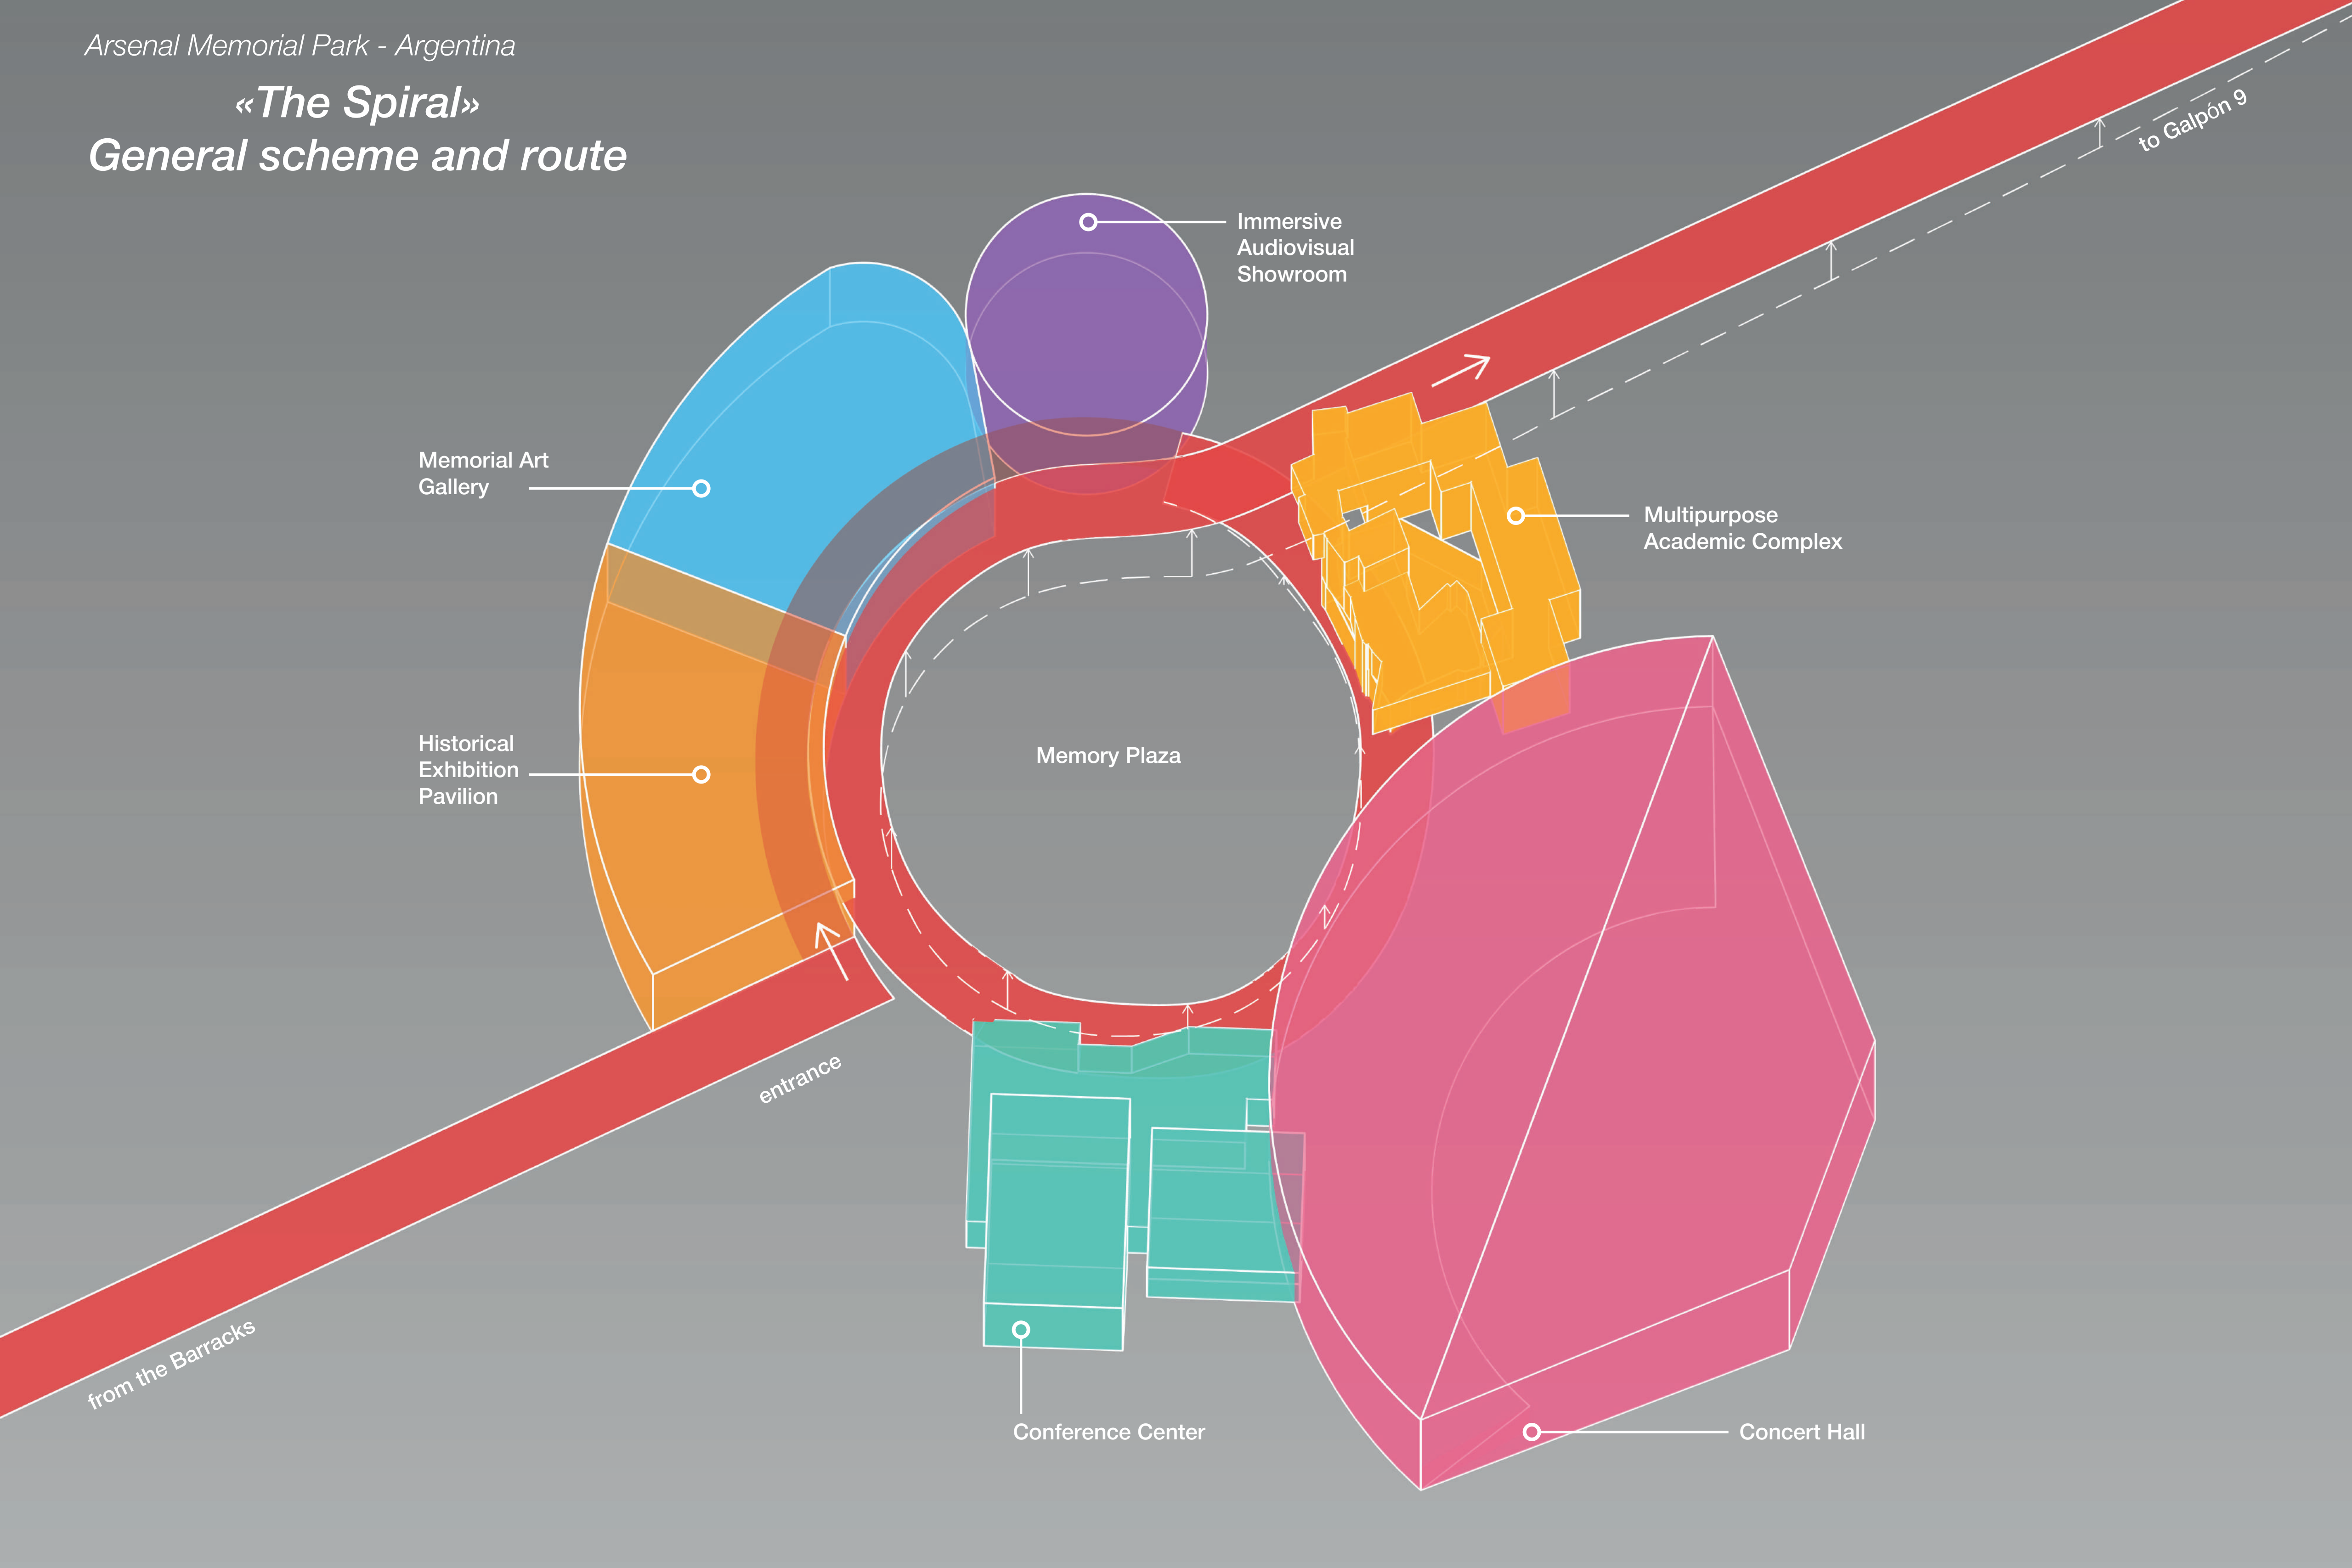 Arsenal Memorial Park - Argentina
«The Spiral»
General scheme and route
to Galpón 9
Immersive
Audiovisual
Showroom
Memorial Art
Gallery
Multipurpose
Academic Complex
Historical
Exhibition
Pavilion
Memory Plaza
entrance
from the Barracks
Conference Center
Concert Hall